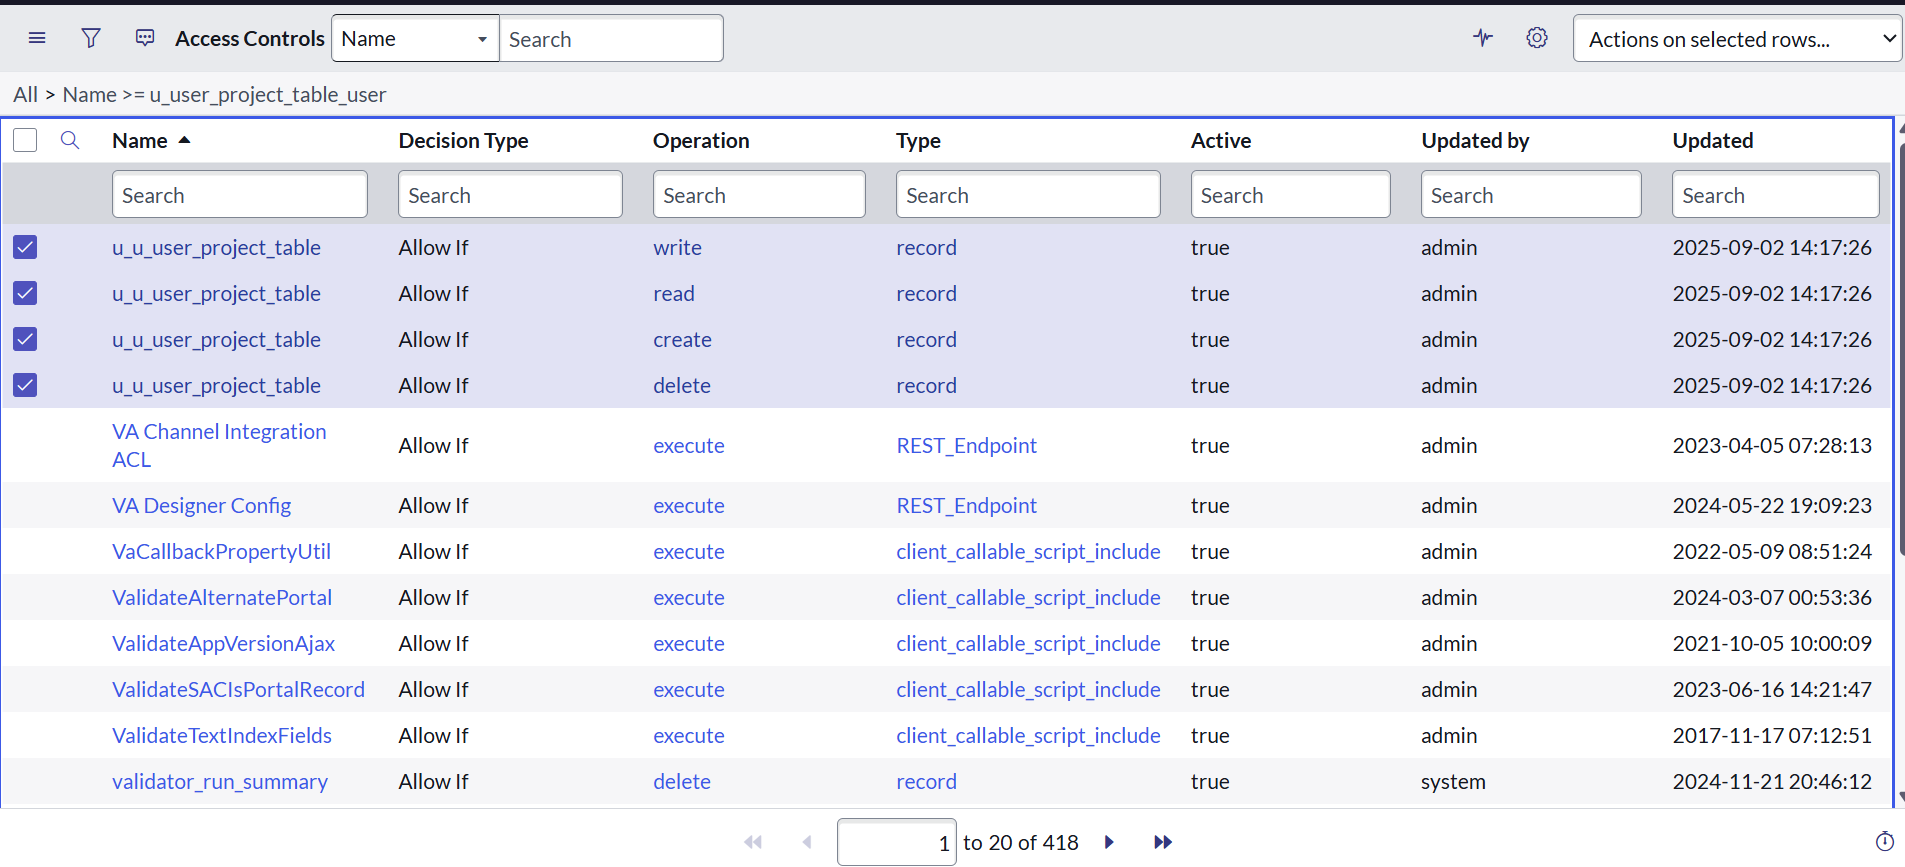 Access Controls Name Search Actions on selected rows...
All > Name >= u_user_project_table_user
Name Decision Type Operation Type Active Updated by Updated
Search Search Search Search Search Search Search
u_u_user_project_table Allow If write record true admin 2025-09-02 14:17:26
u_u_user_project_table Allow If read record true admin 2025-09-02 14:17:26
u_u_user_project_table Allow If create record true admin 2025-09-02 14:17:26
u_u_user_project_table Allow If delete record true admin 2025-09-02 14:17:26
VA Channel Integration
ACL Allow If execute REST_Endpoint true admin 2023-04-05 07:28:13
VA Designer Config Allow If execute REST_Endpoint true admin 2024-05-22 19:09:23
VaCallbackPropertyUtil Allow If execute client_callable_script_include true admin 2022-05-09 08:51:24
ValidateAlternatePortal Allow If execute client_callable_script_include true admin 2024-03-07 00:53:36
ValidateAppVersionAjax Allow If execute client_callable_script_include true admin 2021-10-05 10:00:09
ValidateSACIsPortalRecord Allow If execute client_callable_script_include true admin 2023-06-16 14:21:47
ValidateTextIndexFields Allow If execute client_callable_script_include true admin 2017-11-17 07:12:51
validator_run_summary Allow If delete record true system 2024-11-21 20:46:12
1 to 20 of 418